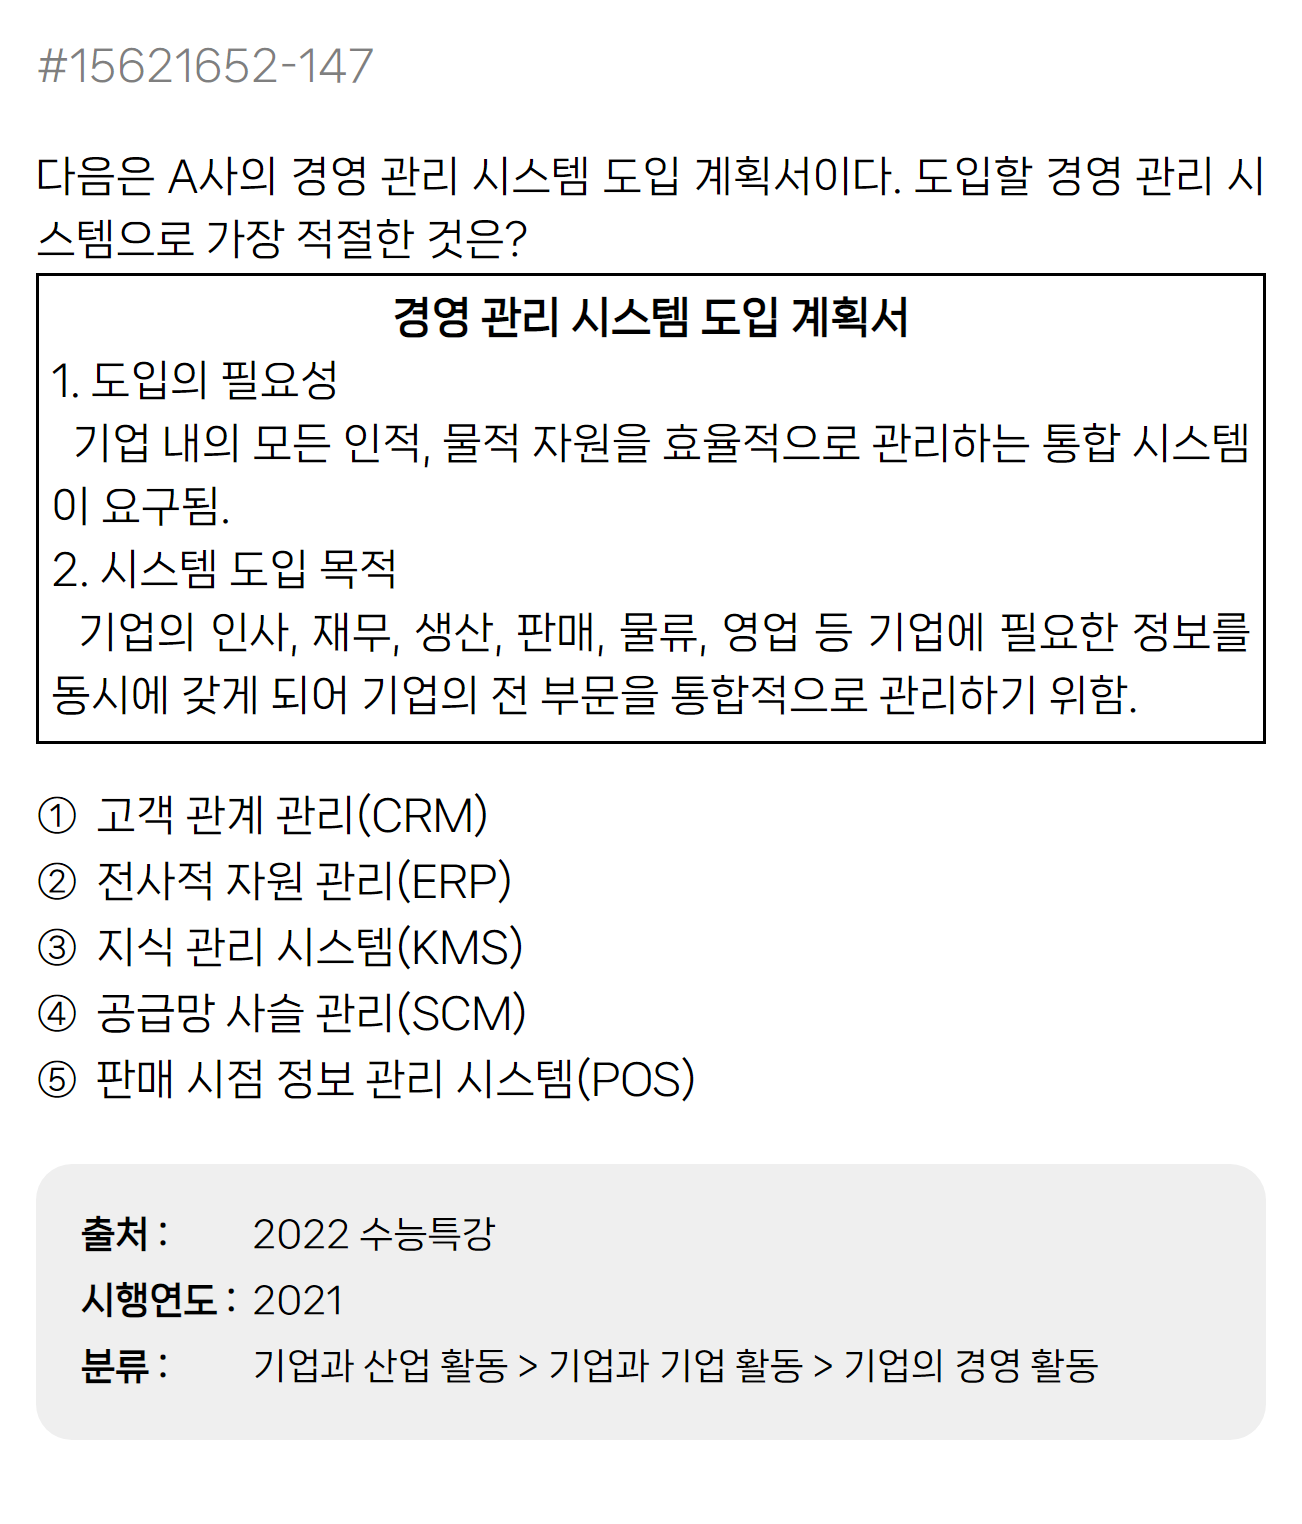 #15621652-147
다음은 A사의 경영 관리 시스템 도입 계획서이다. 도입할 경영 관리 시
스템으로 가장 적절한 것은?
경영 관리 시스템 도입 계획서
1. 도입의 필요성
기업 내의 모든 인적, 물적 자원을 효율적으로 관리하는 통합 시스템
이 요구됨.
2. 시스템 도입 목적
기업의 인사, 재무, 생산, 판매, 물류, 영업 등 기업에 필요한 정보를
동시에 갖게 되어 기업의 전 부문을 통합적으로 관리하기 위함.
① 고객 관계 관리(CRM)
② 전사적 자원 관리(ERP)
③ 지식 관리 시스템(KMS)
④ 공급망 사슬 관리(SCM)
⑤ 판매 시점 정보 관리 시스템(POS)
출처 : 2022 수능특강
시행연도 : 2021
분류 : 기업과 산업 활동 > 기업과 기업 활동 > 기업의 경영 활동